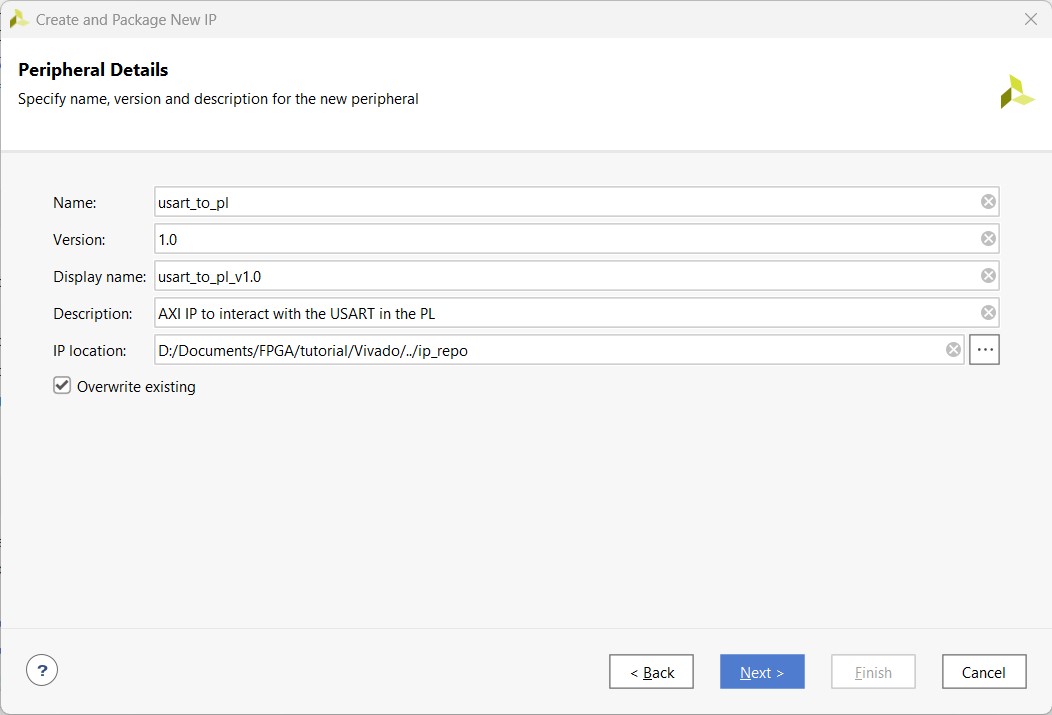 Create and Package New IP
Peripheral Details
Specify name, version and description for the new peripheral
Name: usart_to_pl
Version: 1.0
Display name: usart_to_pl_v1.0
Description: AXI IP to interact with the USART in the PL
IP location: D:/Documents/FPGA/tutorial/Vivado/../ip_repo ...
Overwrite existing
? < Back Next > Finish Cancel